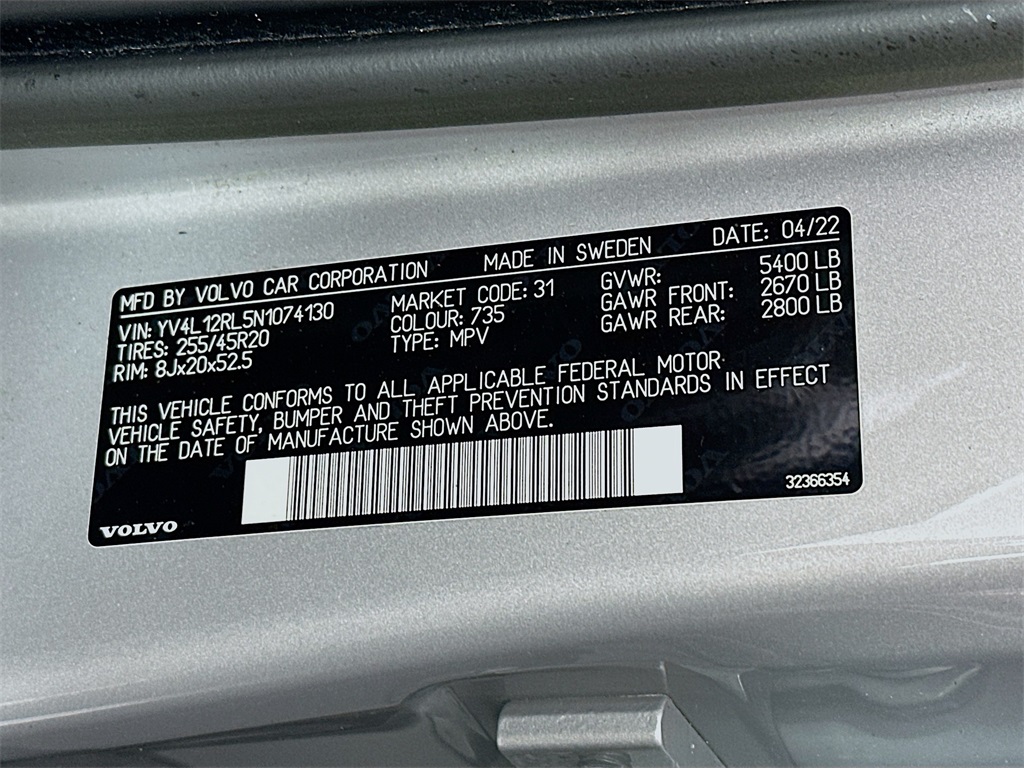 MFD BY VOLVO CAR CORPORATION MADE IN SWEDEN DATE: 04/22
VIN: YV4L12RL5N1074130 MARKET CODE: 31 GVWR: 5400 LB
TIRES: 255/45R20 COLOUR: 735 GAWR FRONT: 2670 LB
RIM: 8Jx20x52.5 TYPE: MPV GAWR REAR: 2800 LB
THIS VEHICLE CONFORMS TO ALL APPLICABLE FEDERAL MOTOR
VEHICLE SAFETY, BUMPER AND THEFT PREVENTION STANDARDS IN EFFECT
ON THE DATE OF MANUFACTURE SHOWN ABOVE.
32366354
VOLVO